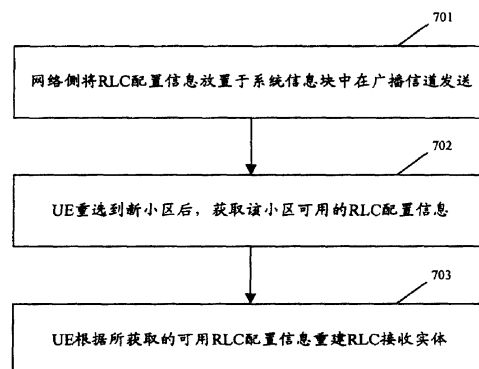 701
网络侧将RLC配置信息放置于系统信息块中在广播信道发送
702
UE重选到新小区后，获取该小区可用的RLC配置信息
703
UE根据所获取的可用RLC配置信息重建RLC接收实体